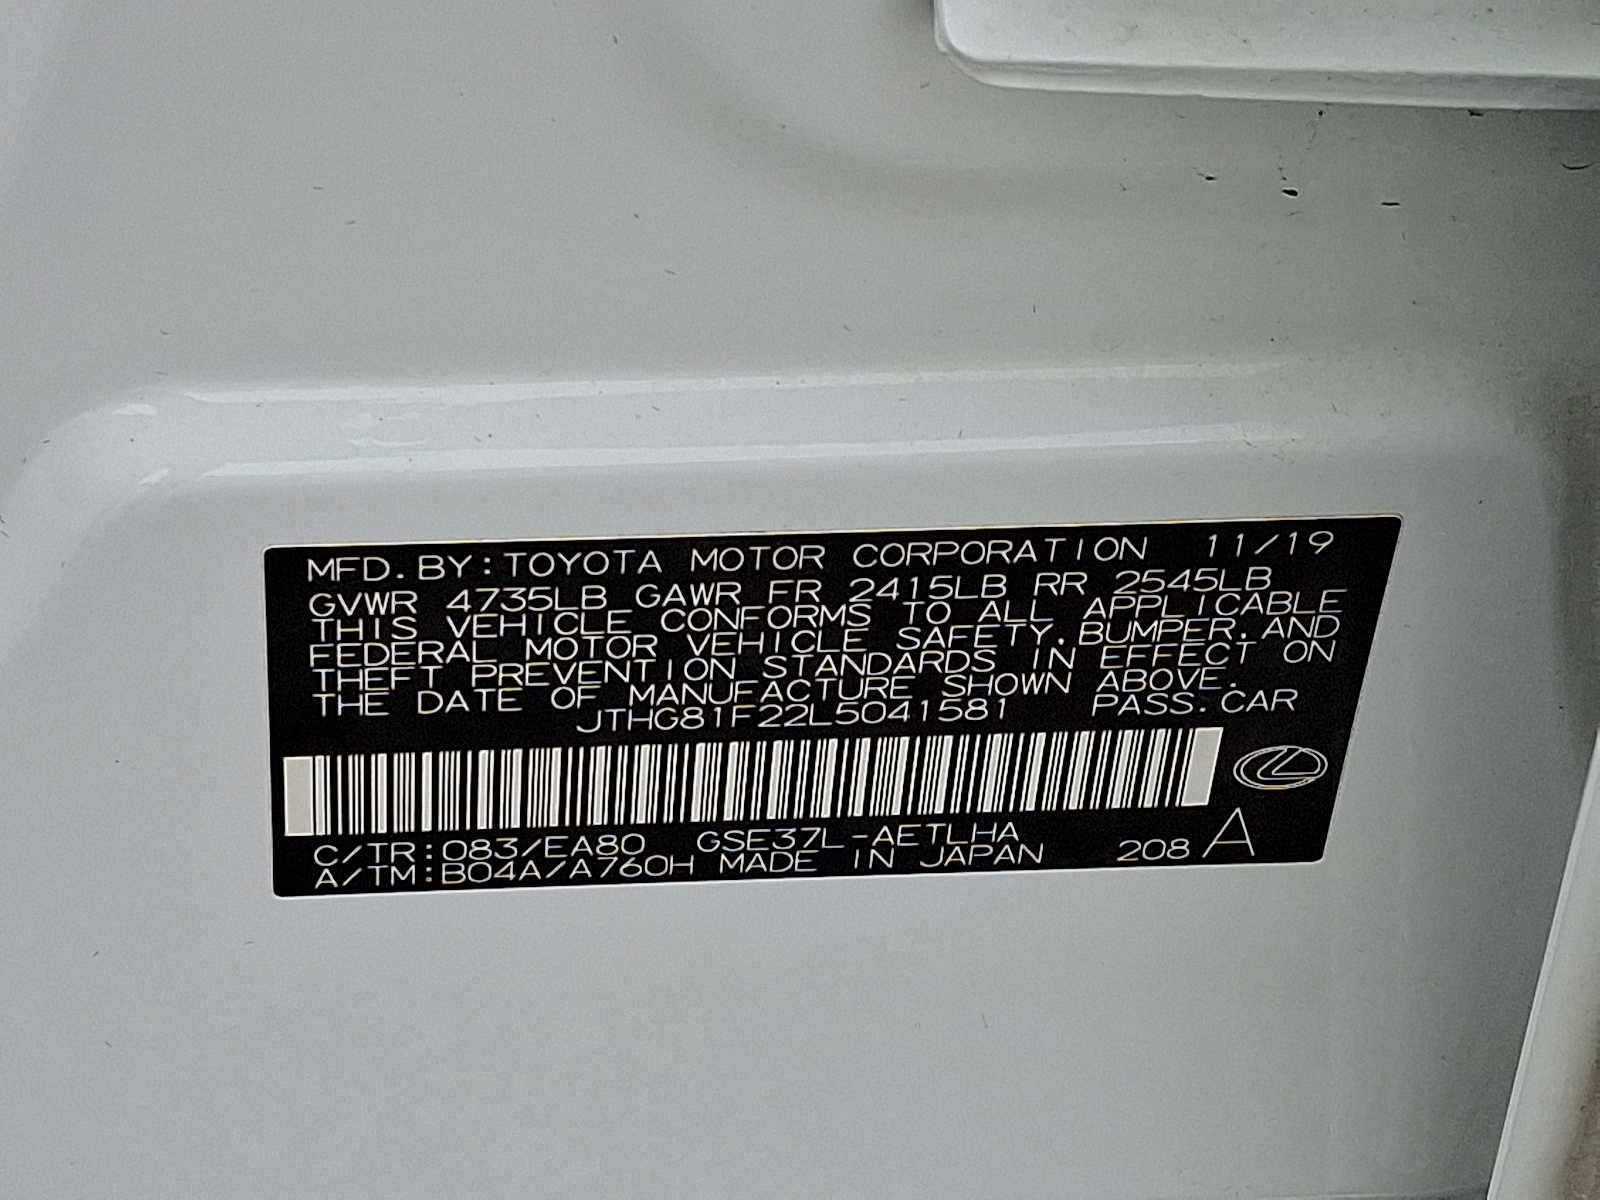 MFD. BY: TOYOTA MOTOR CORPORATION 11/19
GVWR 4735LB GAWR FR 2415LB RR 2545LB
THIS VEHICLE CONFORMS TO ALL APPLICABLE
FEDERAL MOTOR VEHICLE SAFETY, BUMPER, AND
THEFT PREVENTION STANDARDS IN EFFECT ON
THE DATE OF MANUFACTURE SHOWN ABOVE.
JTHG81F22L5041581 PASS. CAR
C/TR: 083/EA80 GSE37L-AETLHA
A/TM: B04A/A760H MADE IN JAPAN 208 A